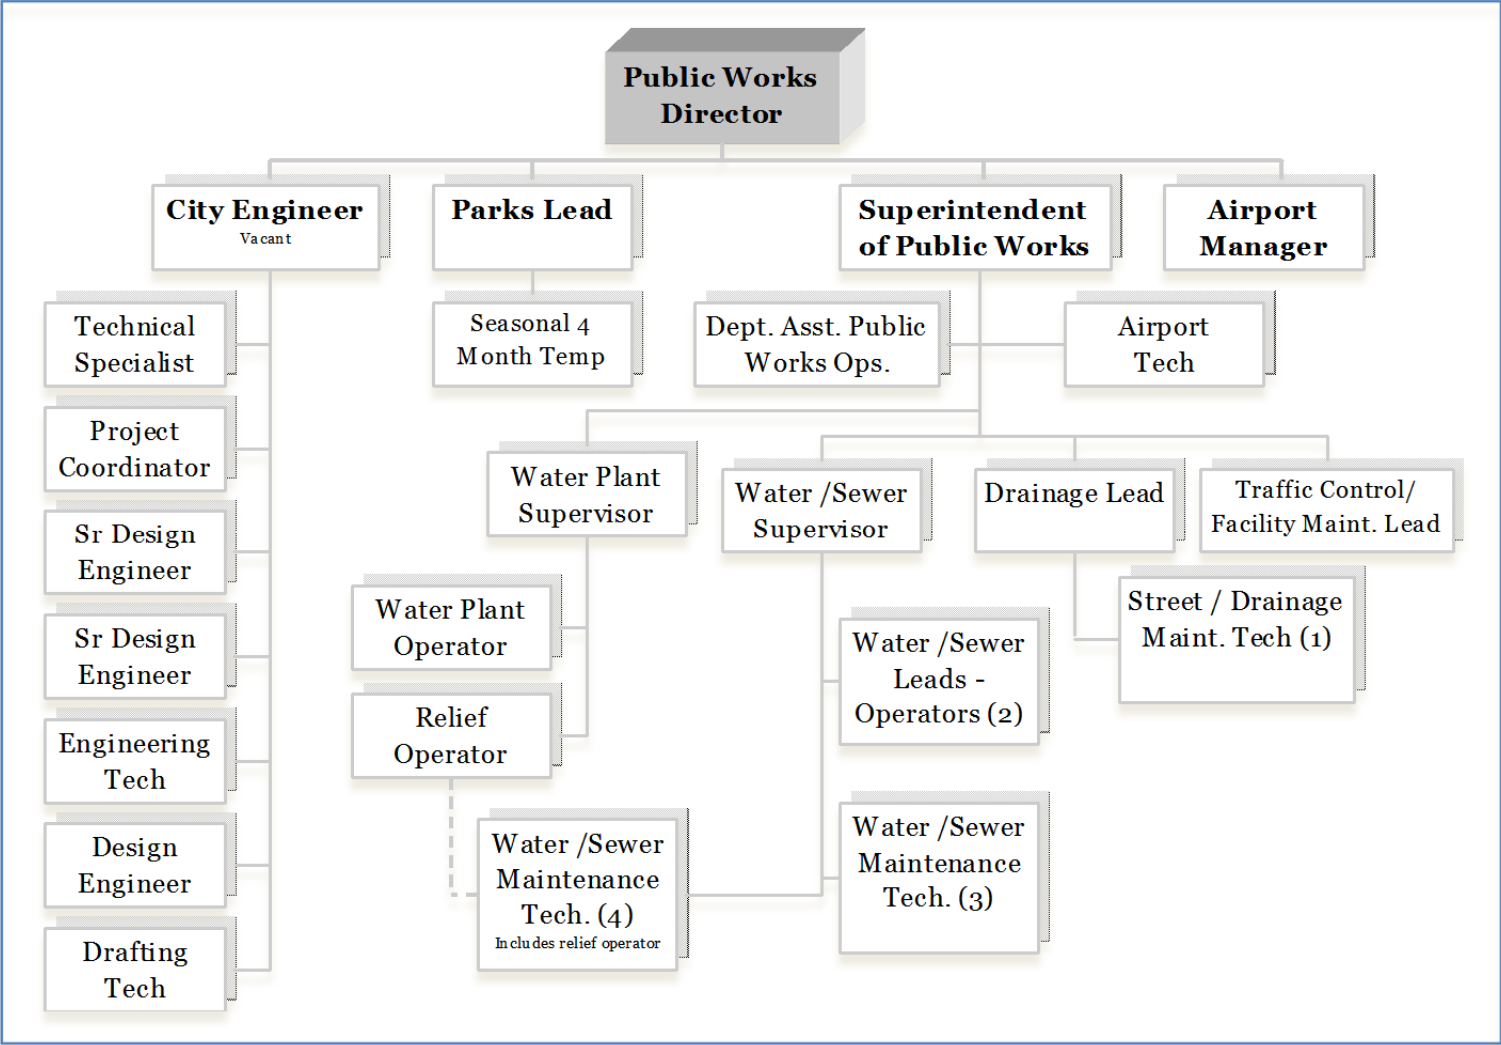 Public Works
Director
City Engineer
Vacant
Parks Lead
Superintendent
of Public Works
Airport
Manager
Technical
Specialist
Seasonal 4
Month Temp
Dept. Asst. Public
Works Ops.
Airport
Tech
Project
Coordinator
Water Plant
Supervisor
Water /Sewer
Supervisor
Drainage Lead
Traffic Control/
Facility Maint. Lead
Sr Design
Engineer
Water Plant
Operator
Street / Drainage
Maint. Tech (1)
Sr Design
Engineer
Water /Sewer
Leads -
Operators (2)
Relief
Operator
Engineering
Tech
Water /Sewer
Maintenance
Tech. (4)
Includes relief operator
Water /Sewer
Maintenance
Tech. (3)
Design
Engineer
Drafting
Tech